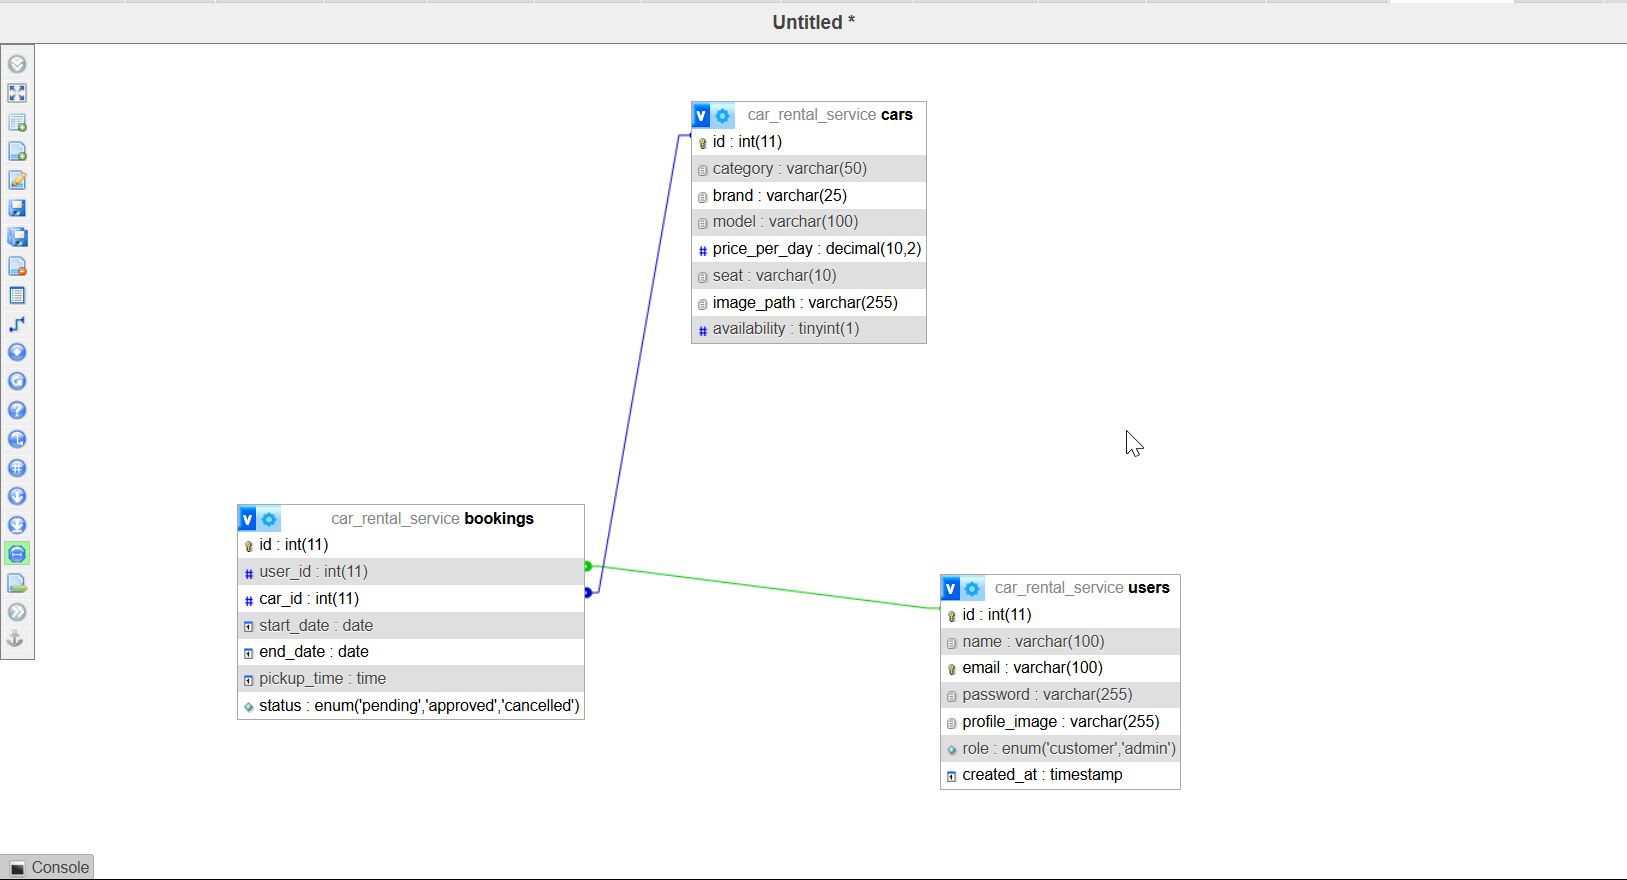 Untitled *
v car_rental_service cars
id : int(11)
category : varchar(50)
brand : varchar(25)
model : varchar(100)
# price_per_day : decimal(10,2)
seat : varchar(10)
image_path : varchar(255)
# availability : tinyint(1)
v car_rental_service bookings
id : int(11)
# user_id : int(11)
# car_id : int(11)
start_date : date
end_date : date
pickup_time : time
status : enum('pending','approved','cancelled')
v car_rental_service users
id : int(11)
name : varchar(100)
email : varchar(100)
password : varchar(255)
profile_image : varchar(255)
role : enum('customer','admin')
created_at : timestamp
Console